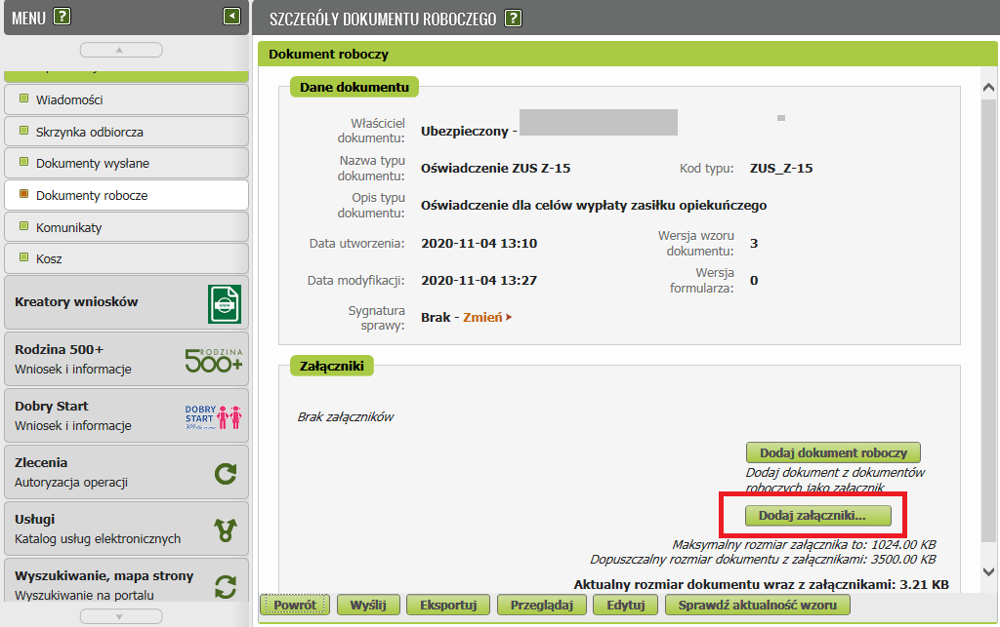 MENU ?
Wiadomości
Skrzynka odbiorcza
Dokumenty wysłane
Dokumenty robocze
Komunikaty
Kosz
Kreatory wniosków
www
Rodzina 500+
Wniosek i informacje
RODZINA
500+
Dobry Start
Wniosek i informacje
DOBRY
START
Zlecenia
Autoryzacja operacji
Usługi
Katalog usług elektronicznych
Wyszukiwanie, mapa strony
Wyszukiwanie na portalu
SZCZEGÓŁY DOKUMENTU ROBOCZEGO ?
Dokument roboczy
Dane dokumentu
Właściciel
dokumentu:
Ubezpieczony -
Nazwa typu
dokumentu:
Oświadczenie ZUS Z-15
Kod typu: ZUS_Z-15
Opis typu
dokumentu:
Oświadczenie dla celów wypłaty zasiłku opiekuńczego
Data utworzenia: 2020-11-04 13:10
Wersja wzoru
dokumentu:
3
Data modyfikacji: 2020-11-04 13:27
Wersja
formularza:
0
Sygnatura
sprawy:
Brak - Zmień
Załączniki
Brak załączników
Dodaj dokument roboczy
Dodaj dokument z dokumentów
roboczych jako załącznik
Dodaj załączniki...
Maksymalny rozmiar załącznika to: 1024.00 KB
Dopuszczalny rozmiar dokumentu z załącznikami: 3500.00 KB
Aktualny rozmiar dokumentu wraz z załącznikami: 3.21 KB
Powrót Wyślij Eksportuj Przeglądaj Edytuj Sprawdź aktualność wzoru